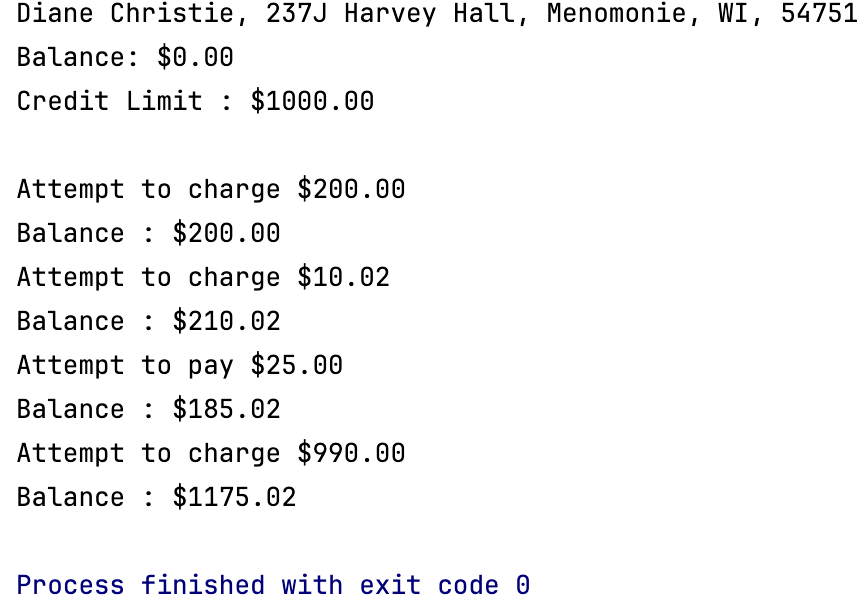 Diane Christie, 237J Harvey Hall, Menomonie, WI, 54751
Balance: $0.00
Credit Limit : $1000.00
Attempt to charge $200.00
Balance : $200.00
Attempt to charge $10.02
Balance : $210.02
Attempt to pay $25.00
Balance : $185.02
Attempt to charge $990.00
Balance : $1175.02
Process finished with exit code 0